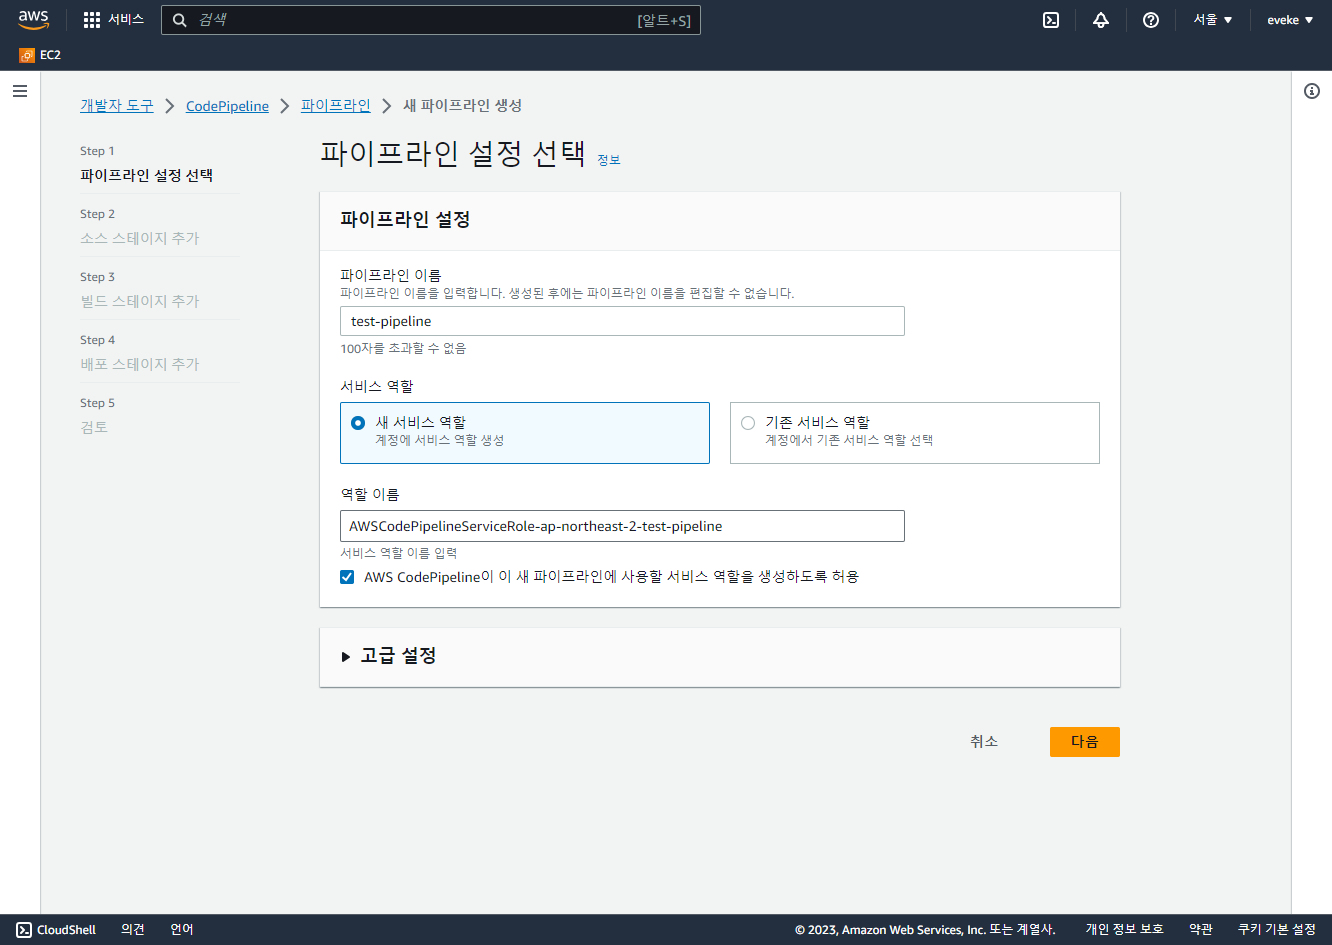 aws
서비스
검색
[알트+S]
서울 ▼
eveke ▼
EC2
개발자 도구 > CodePipeline > 파이프라인 > 새 파이프라인 생성
Step 1
파이프라인 설정 선택
Step 2
소스 스테이지 추가
Step 3
빌드 스테이지 추가
Step 4
배포 스테이지 추가
Step 5
검토
파이프라인 설정 선택 정보
파이프라인 설정
파이프라인 이름
파이프라인 이름을 입력합니다. 생성된 후에는 파이프라인 이름을 편집할 수 없습니다.
test-pipeline
100자를 초과할 수 없음
서비스 역할
새 서비스 역할
계정에 서비스 역할 생성
기존 서비스 역할
계정에서 기존 서비스 역할 선택
역할 이름
AWSCodePipelineServiceRole-ap-northeast-2-test-pipeline
서비스 역할 이름 입력
AWS CodePipeline이 이 새 파이프라인에 사용할 서비스 역할을 생성하도록 허용
▶ 고급 설정
취소
다음
CloudShell
의견
언어
© 2023, Amazon Web Services, Inc. 또는 계열사.
개인 정보 보호
약관
쿠키 기본 설정